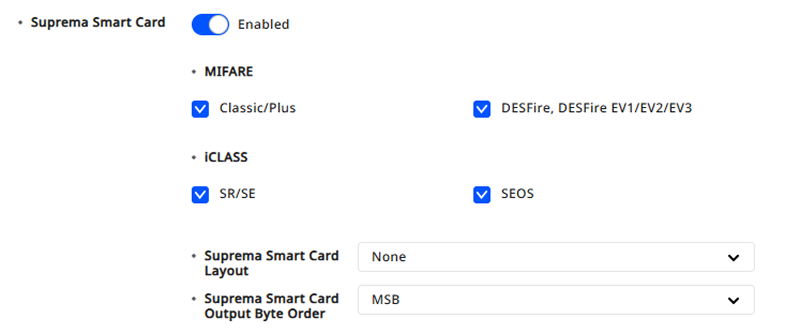 Suprema Smart Card Enabled
MIFARE
Classic/Plus DESFire, DESFire EV1/EV2/EV3
iCLASS
SR/SE SEOS
Suprema Smart Card
Layout
None
Suprema Smart Card
Output Byte Order
MSB